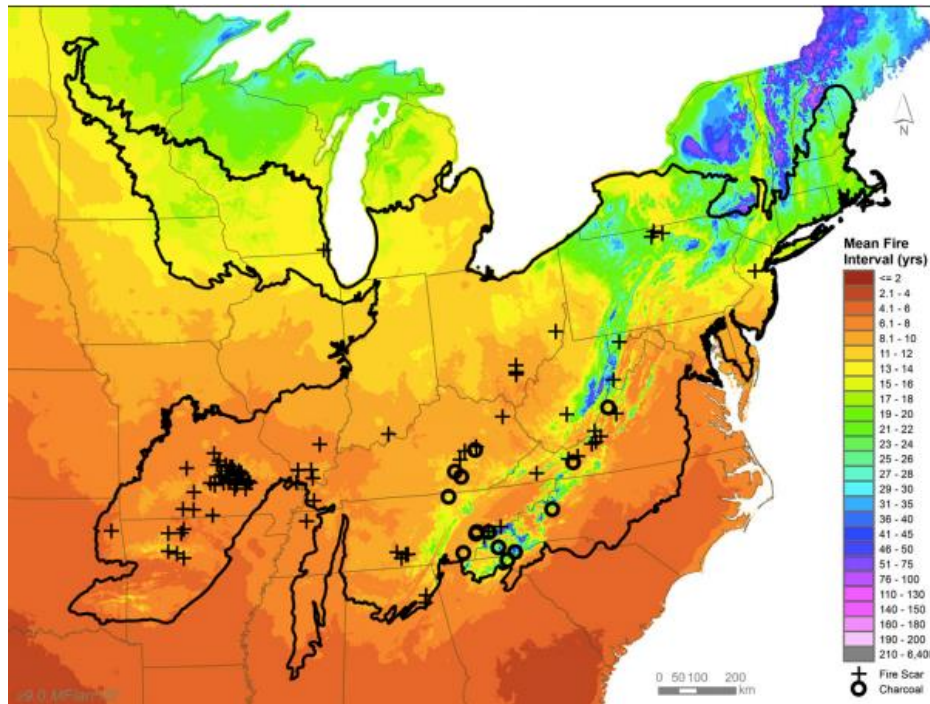 N
Mean Fire
Interval (yrs)
<= 2
2.1 - 4
4.1 - 6
6.1 - 8
8.1 - 10
11 - 12
13 - 14
15 - 16
17 - 18
19 - 20
21 - 22
23 - 24
25 - 26
27 - 28
29 - 30
31 - 35
36 - 40
41 - 45
46 - 50
51 - 75
76 - 100
110 - 130
140 - 150
160 - 180
190 - 200
210 - 6,40
Fire Scar
Charcoal
0 50 100 200
km